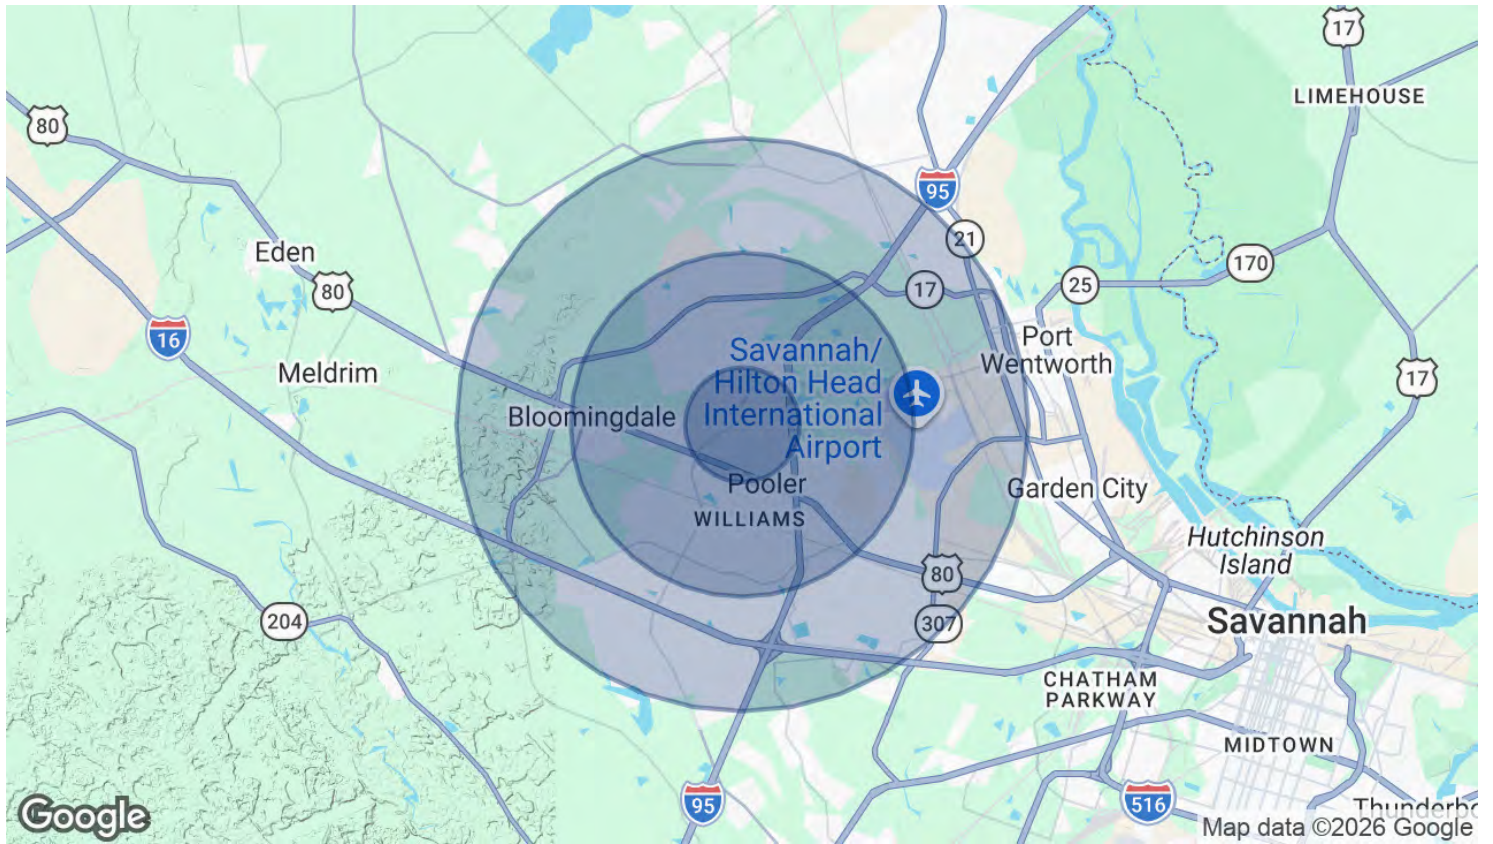 17
LIMEHOUSE
80
95
21
Eden
170
25
80
17
16
Port
Wentworth
Savannah/
Hilton Head
International
Airport
Meldrim
17
Bloomingdale
Pooler
WILLIAMS
Garden City
Hutchinson
Island
80
204
307
Savannah
CHATHAM
PARKWAY
MIDTOWN
95
516
Thunderbo
Google
Map data ©2026 Google